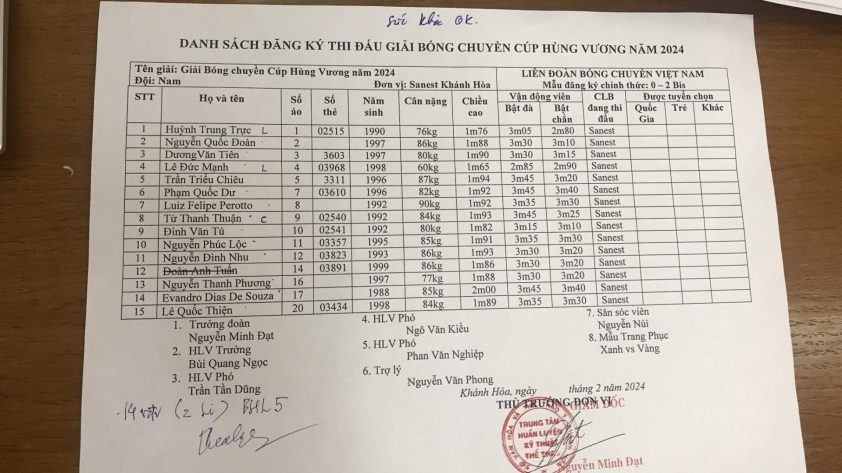 sức khỏe OK.
DANH SÁCH ĐĂNG KÝ THI ĐẤU GIẢI BÓNG CHUYỀN CÚP HÙNG VƯƠNG NĂM 2024
Tên giải: Giải Bóng chuyền Cúp Hùng Vương năm 2024 LIÊN ĐOÀN BÓNG CHUYỀN VIỆT NAM
Đội: Nam Đơn vị: Sanest Khánh Hòa Mẫu đăng ký chính thức: 0 – 2 Bis
STT Họ và tên Số áo Số thẻ Năm sinh Cân nặng Chiều cao Vận động viên CLB đang thi đấu Được tuyển chọn
Bật đà Bật chắn Quốc Gia Trẻ Khác
1 Huỳnh Trung Trực L 1 02515 1990 76kg 1m76 3m05 2m80 Sanest
2 Nguyễn Quốc Đoàn 2 1997 86kg 1m88 3m30 3m10 Sanest
3 DươngVăn Tiên 3 3603 1997 80kg 1m90 3m30 3m15 Sanest
4 Lê Đức Mạnh L 4 03968 1998 60kg 1m65 2m85 2m90 Sanest
5 Trần Triều Chiêu 5 3311 1996 87kg 1m94 3m45 3m20 Sanest
6 Phạm Quốc Dư 7 03610 1996 82kg 1m92 3m45 3m40 Sanest
7 Luiz Felipe Perotto 8 1992 90kg 1m92 3m35 3m30 Sanest
8 Từ Thanh Thuận C 9 02540 1992 84kg 1m93 3m45 3m25 Sanest
9 Đinh Văn Tú 10 02541 1992 80kg 1m82 3m15 3m10 Sanest
10 Nguyễn Phúc Lộc 11 03357 1995 85kg 1m91 3m35 3m30 Sanest
11 Nguyễn Đình Nhu 12 03823 1993 86kg 1m93 3m30 3m20 Sanest
12 Đoàn Anh Tuấn 14 03891 1999 86kg 1m86 3m30 3m20 Sanest
13 Nguyễn Thanh Phương 16 1997 77kg 1m88 3m30 3m20 Sanest
14 Evandro Dias De Souza 17 1988 85kg 2m00 3m45 3m40 Sanest
15 Lê Quốc Thiện 20 03434 1998 84kg 1m89 3m35 3m30 Sanest
1. Trưởng đoàn
Nguyễn Minh Đạt
2. HLV Trưởng
Bùi Quang Ngọc
3. HLV Phó
Trần Tấn Dũng
4. HLV Phó
Ngô Văn Kiều
5. HLV Phó
Phan Văn Nghiệp
6. Trợ lý
Nguyễn Văn Phong
7. Săn sóc viên
Nguyễn Núi
8. Mẫu Trang Phục
Xanh vs Vàng
Khánh Hòa, ngày tháng 2 năm 2024
THỦ TRƯỞNG ĐƠN VỊ
GIÁM ĐỐC
TRUNG TÂM
HUẤN LUYỆN
KỸ THUẬT
THỂ THAO
Nguyễn Minh Đạt